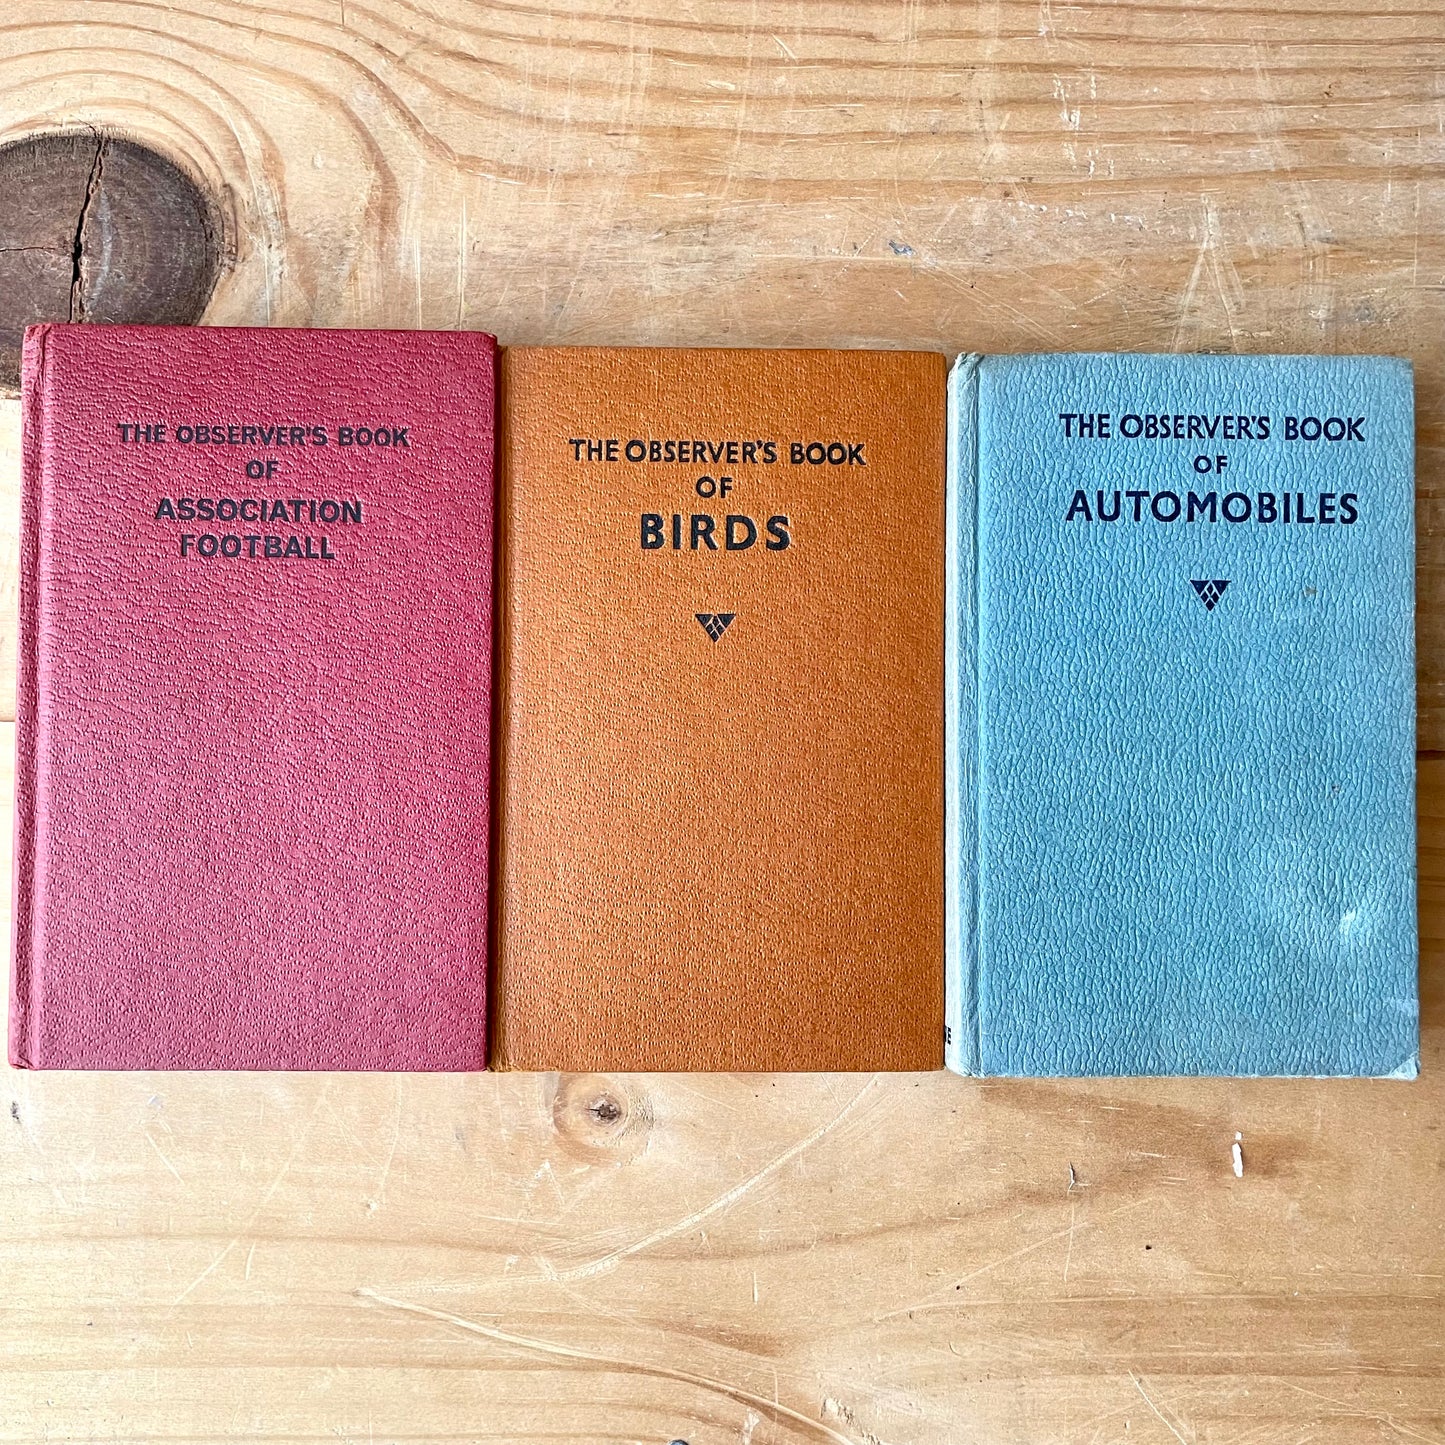 THE OBSERVER'S BOOK
OF
ASSOCIATION
FOOTBALL
THE OBSERVER'S BOOK
OF
BIRDS
THE OBSERVER'S BOOK
OF
AUTOMOBILES